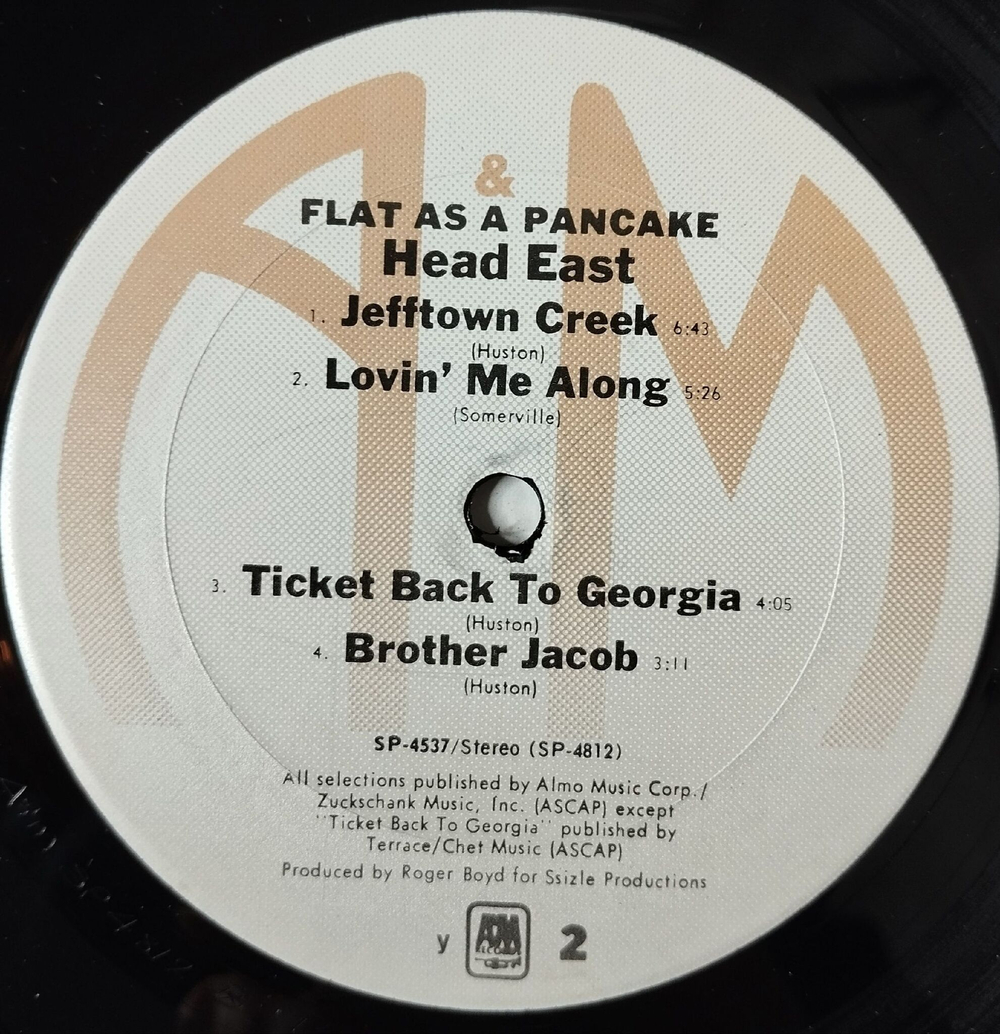 A & M
FLAT AS A PANCAKE
Head East
1. Jefftown Creek 6:43
(Huston)
2. Lovin' Me Along 5:26
(Somerville)
3. Ticket Back To Georgia 4:05
(Huston)
4. Brother Jacob 3:11
(Huston)
SP-4537/Stereo (SP-4812)
All selections published by Almo Music Corp./
Zuckschank Music, Inc. (ASCAP) except
''Ticket Back To Georgia'' published by
Terrace/Chet Music (ASCAP)
Produced by Roger Boyd for Ssizle Productions
y A&M RECORDS 2